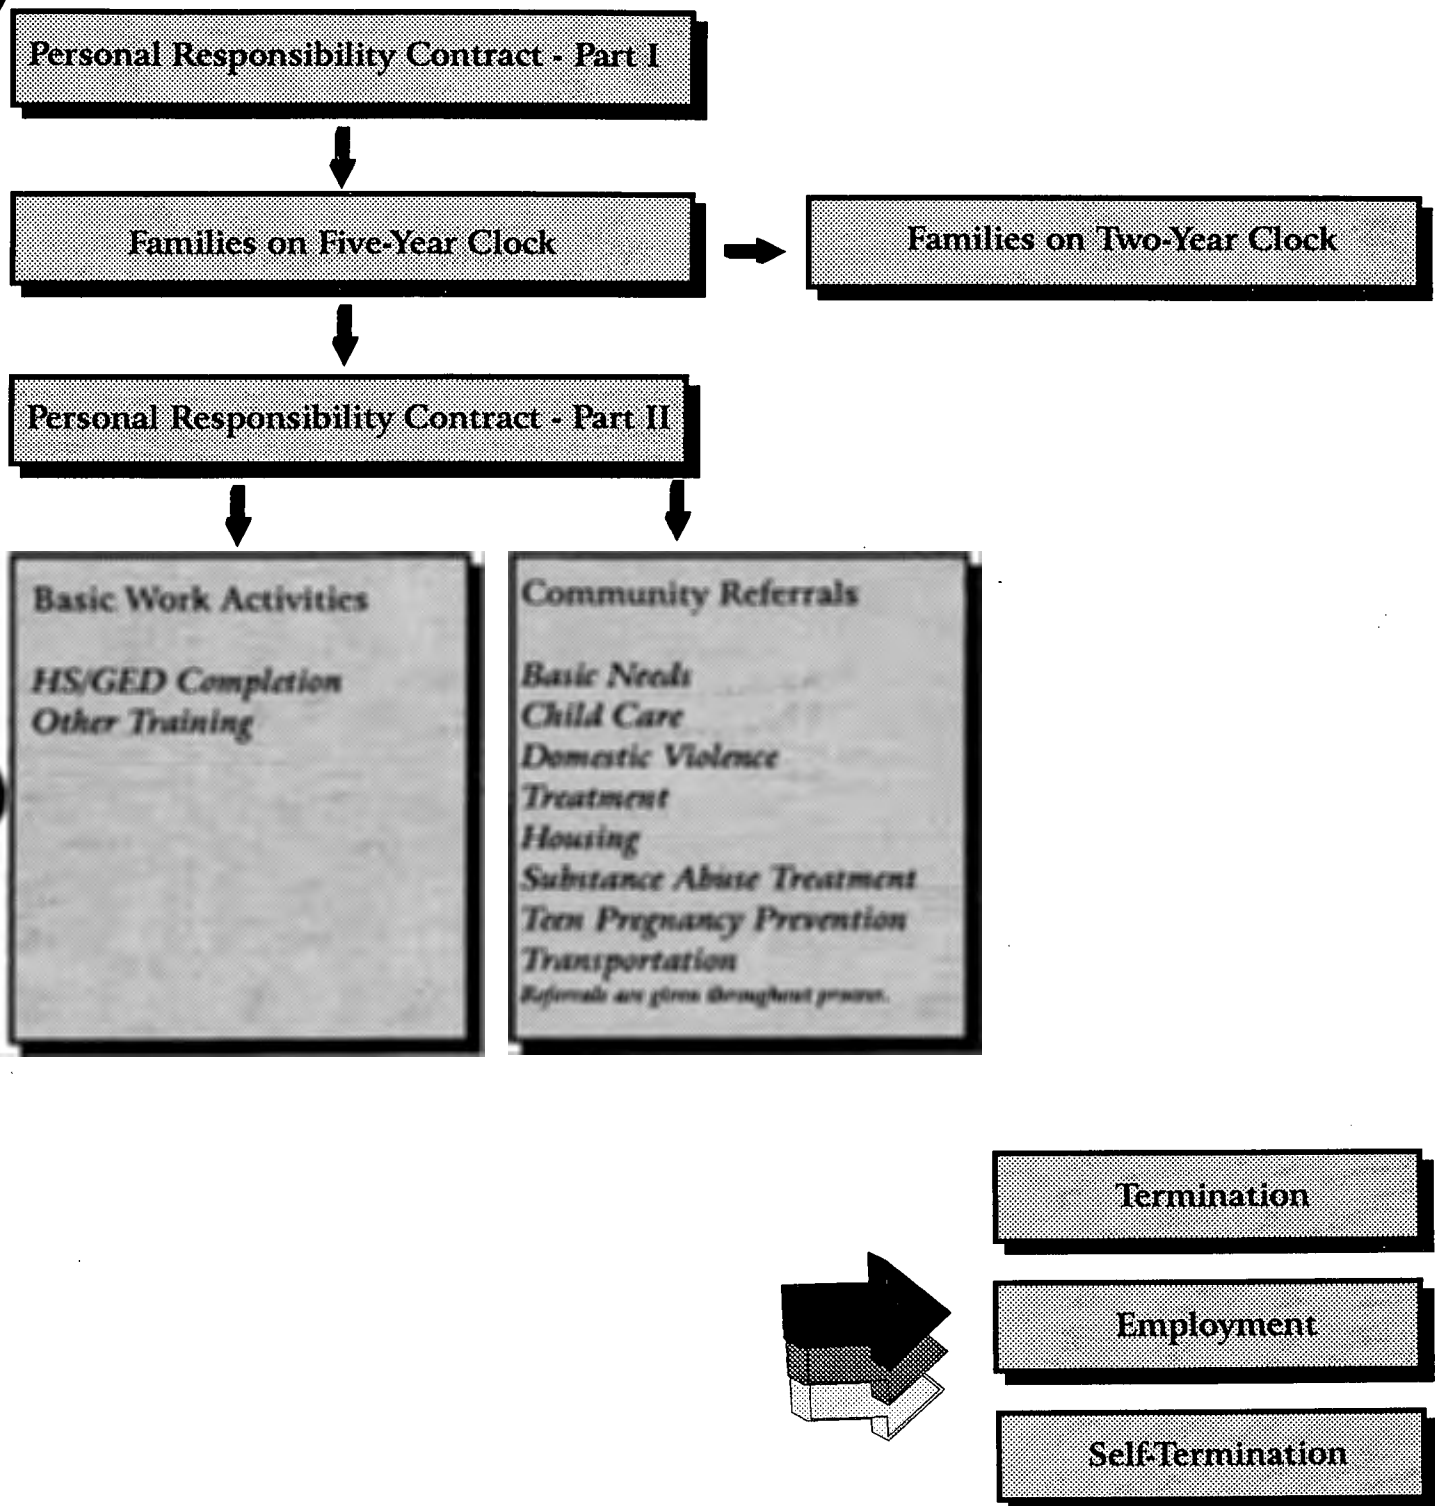 Personal Responsibility Contract - Part I
Families on Five-Year Clock
Families on Two-Year Clock
Personal Responsibility Contract - Part II
Basic Work Activities
HS/GED Completion
Other Training
Community Referrals
Basic Needs
Child Care
Domestic Violence
Treatment
Housing
Substance Abuse Treatment
Teen Pregnancy Prevention
Transportation
Referrals are given throughout process.
Termination
Employment
Self-Termination